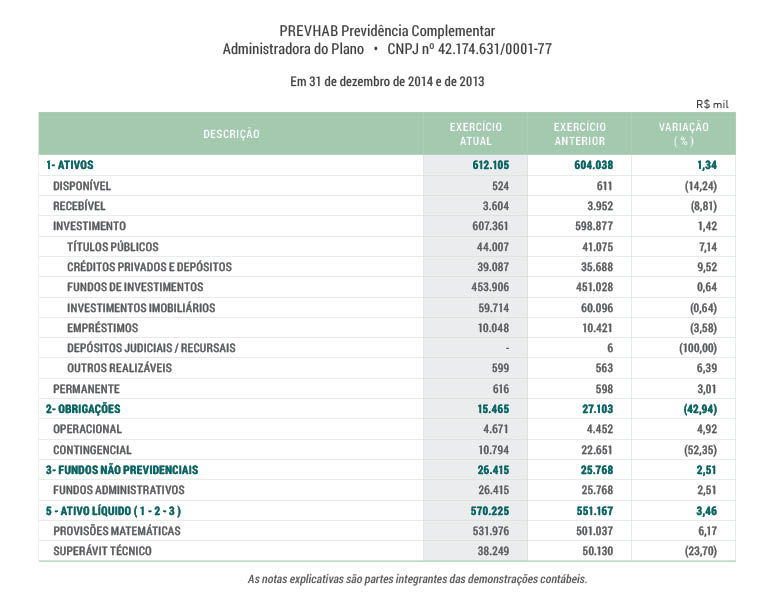 PREVHAB Previdência Complementar
Administradora do Plano • CNPJ nº 42.174.631/0001-77
Em 31 de dezembro de 2014 e de 2013
R$ mil
DESCRIÇÃO EXERCÍCIO ATUAL EXERCÍCIO ANTERIOR VARIAÇÃO ( % )
1- ATIVOS 612.105 604.038 1,34
DISPONÍVEL 524 611 (14,24)
RECEBÍVEL 3.604 3.952 (8,81)
INVESTIMENTO 607.361 598.877 1,42
TÍTULOS PÚBLICOS 44.007 41.075 7,14
CRÉDITOS PRIVADOS E DEPÓSITOS 39.087 35.688 9,52
FUNDOS DE INVESTIMENTOS 453.906 451.028 0,64
INVESTIMENTOS IMOBILIÁRIOS 59.714 60.096 (0,64)
EMPRÉSTIMOS 10.048 10.421 (3,58)
DEPÓSITOS JUDICIAIS / RECURSAIS - 6 (100,00)
OUTROS REALIZÁVEIS 599 563 6,39
PERMANENTE 616 598 3,01
2- OBRIGAÇÕES 15.465 27.103 (42,94)
OPERACIONAL 4.671 4.452 4,92
CONTINGENCIAL 10.794 22.651 (52,35)
3- FUNDOS NÃO PREVIDENCIAIS 26.415 25.768 2,51
FUNDOS ADMINISTRATIVOS 26.415 25.768 2,51
5 - ATIVO LÍQUIDO ( 1 - 2 - 3 ) 570.225 551.167 3,46
PROVISÕES MATEMÁTICAS 531.976 501.037 6,17
SUPERÁVIT TÉCNICO 38.249 50.130 (23,70)
As notas explicativas são partes integrantes das demonstrações contábeis.